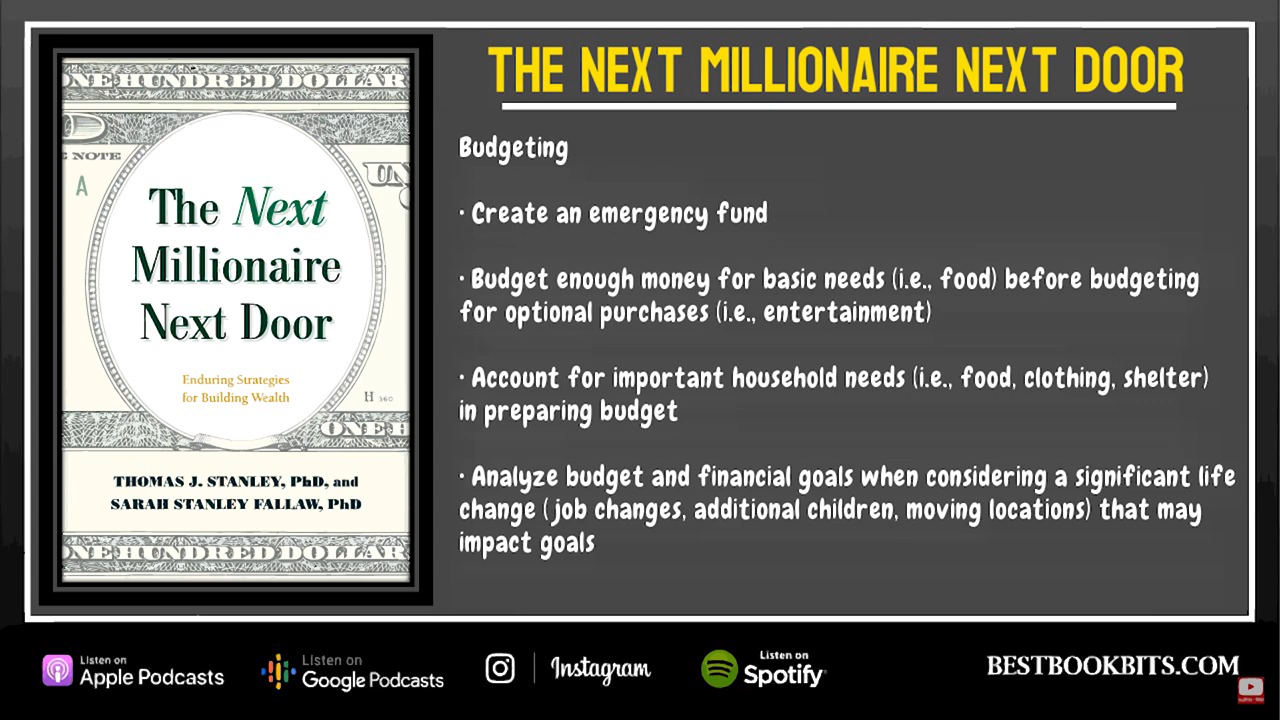 THE NEXT MILLIONAIRE NEXT DOOR
ONE HUNDRED DOLLAR
E NOTE
A
UN
The Next
Millionaire
Next Door
Enduring Strategies
for Building Wealth
H 360
ONE H
THOMAS J. STANLEY, PhD, and
SARAH STANLEY FALLAW, PhD
ONE HUNDRED DOLLAR
Budgeting
· Create an emergency fund
· Budget enough money for basic needs (i.e., food) before budgeting
for optional purchases (i.e., entertainment)
· Account for important household needs (i.e., food, clothing, shelter)
in preparing budget
· Analyze budget and financial goals when considering a significant life
change (job changes, additional children, moving locations) that may
impact goals
Listen on
Apple Podcasts
Listen on
Google Podcasts
Instagram
Listen on
Spotify
BESTBOOKBITS.COM